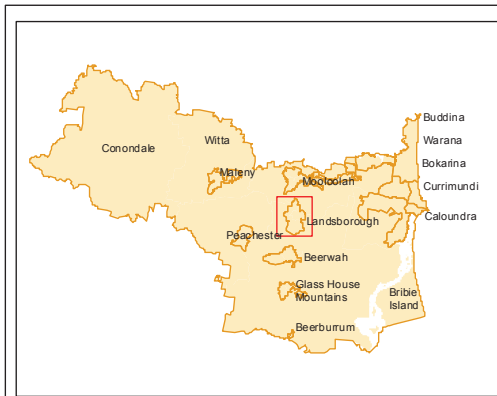 Buddina
Witta
Warana
Conondale
Bokarina
Maleny
Mooloolah
Currimundi
Landsborough
Caloundra
Peachester
Beerwah
Glass House
Mountains
Bribie
Island
Beerburrum